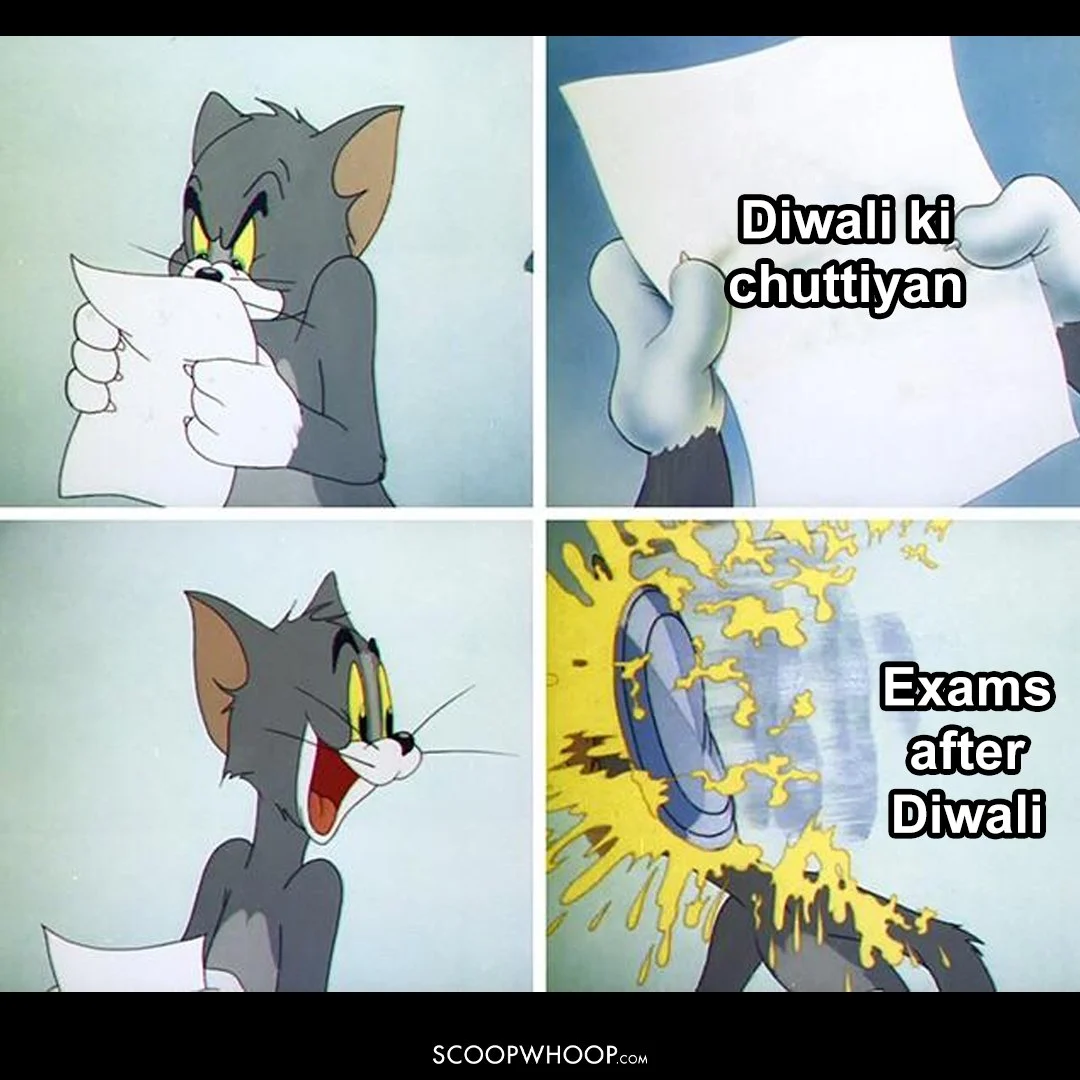 Diwali ki
chuttiyan
Exams
after
Diwali
SCOOPWHOOP.COM